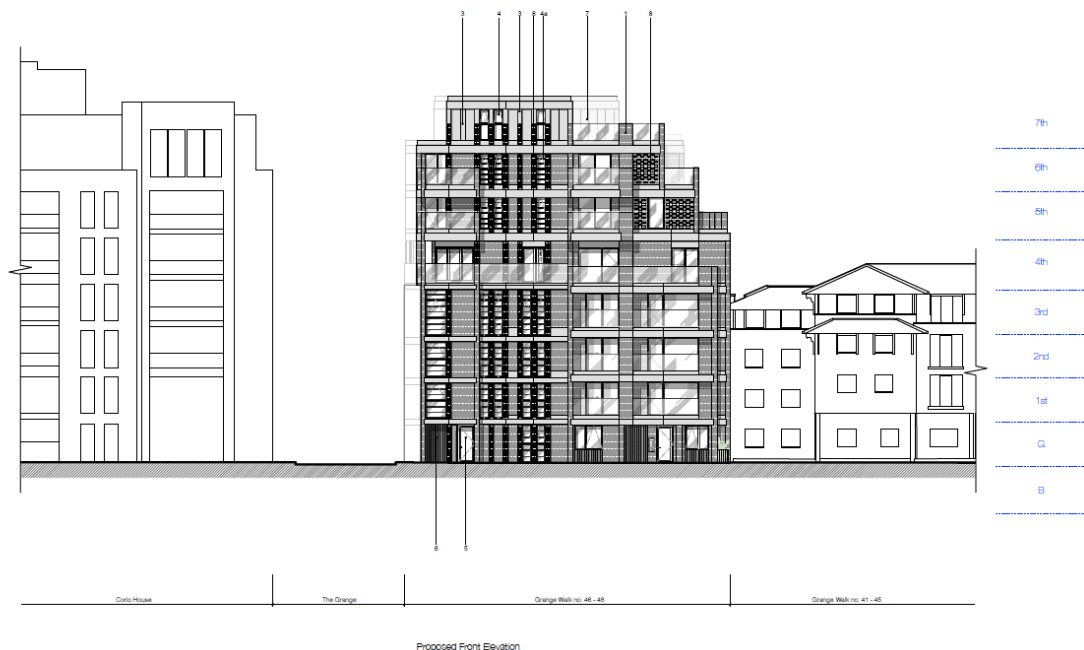 3 4 3 8 4a 7 1 8
7th
6th
5th
4th
3rd
2nd
1st
G
B
6 5
Corio House The Grange Grange Walk no. 46 - 48 Grange Walk no. 41 - 45
Proposed Front Elevation